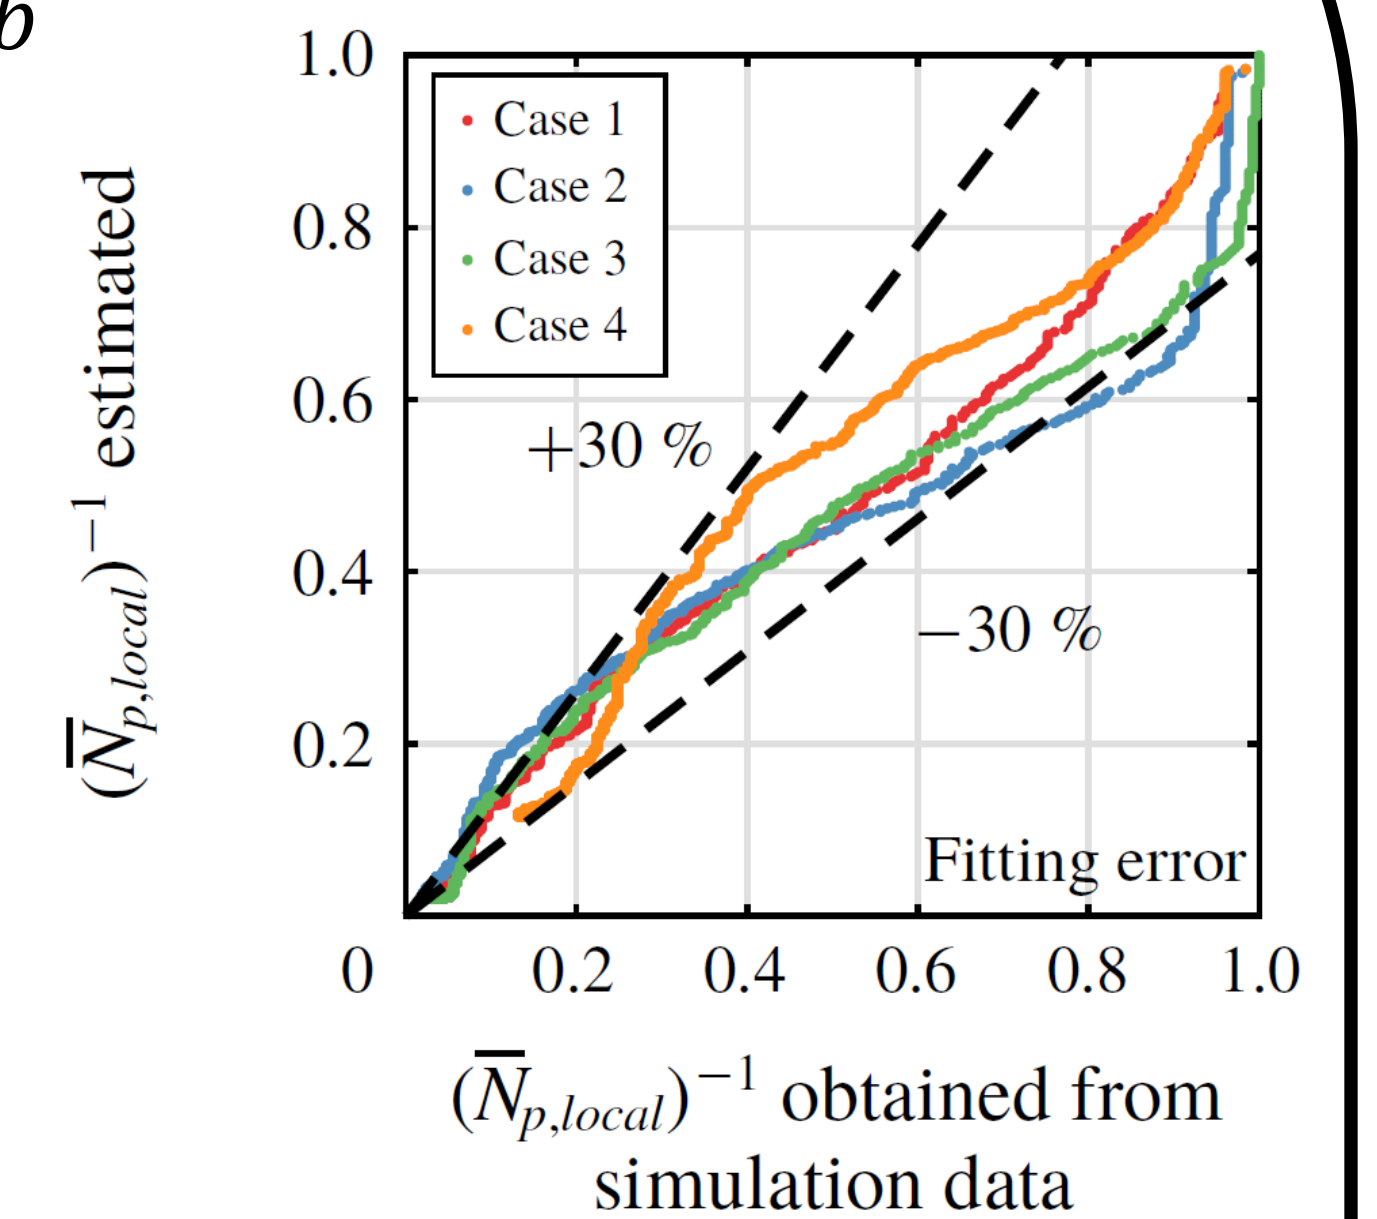 b
1.0
Case 1
Case 2
Case 3
Case 4
0.8
0.6
0.4
0.2
+30 %
−30 %
Fitting error
0 0.2 0.4 0.6 0.8 1.0
(N̅p,local)⁻¹ estimated
(N̅p,local)⁻¹ obtained from
simulation data